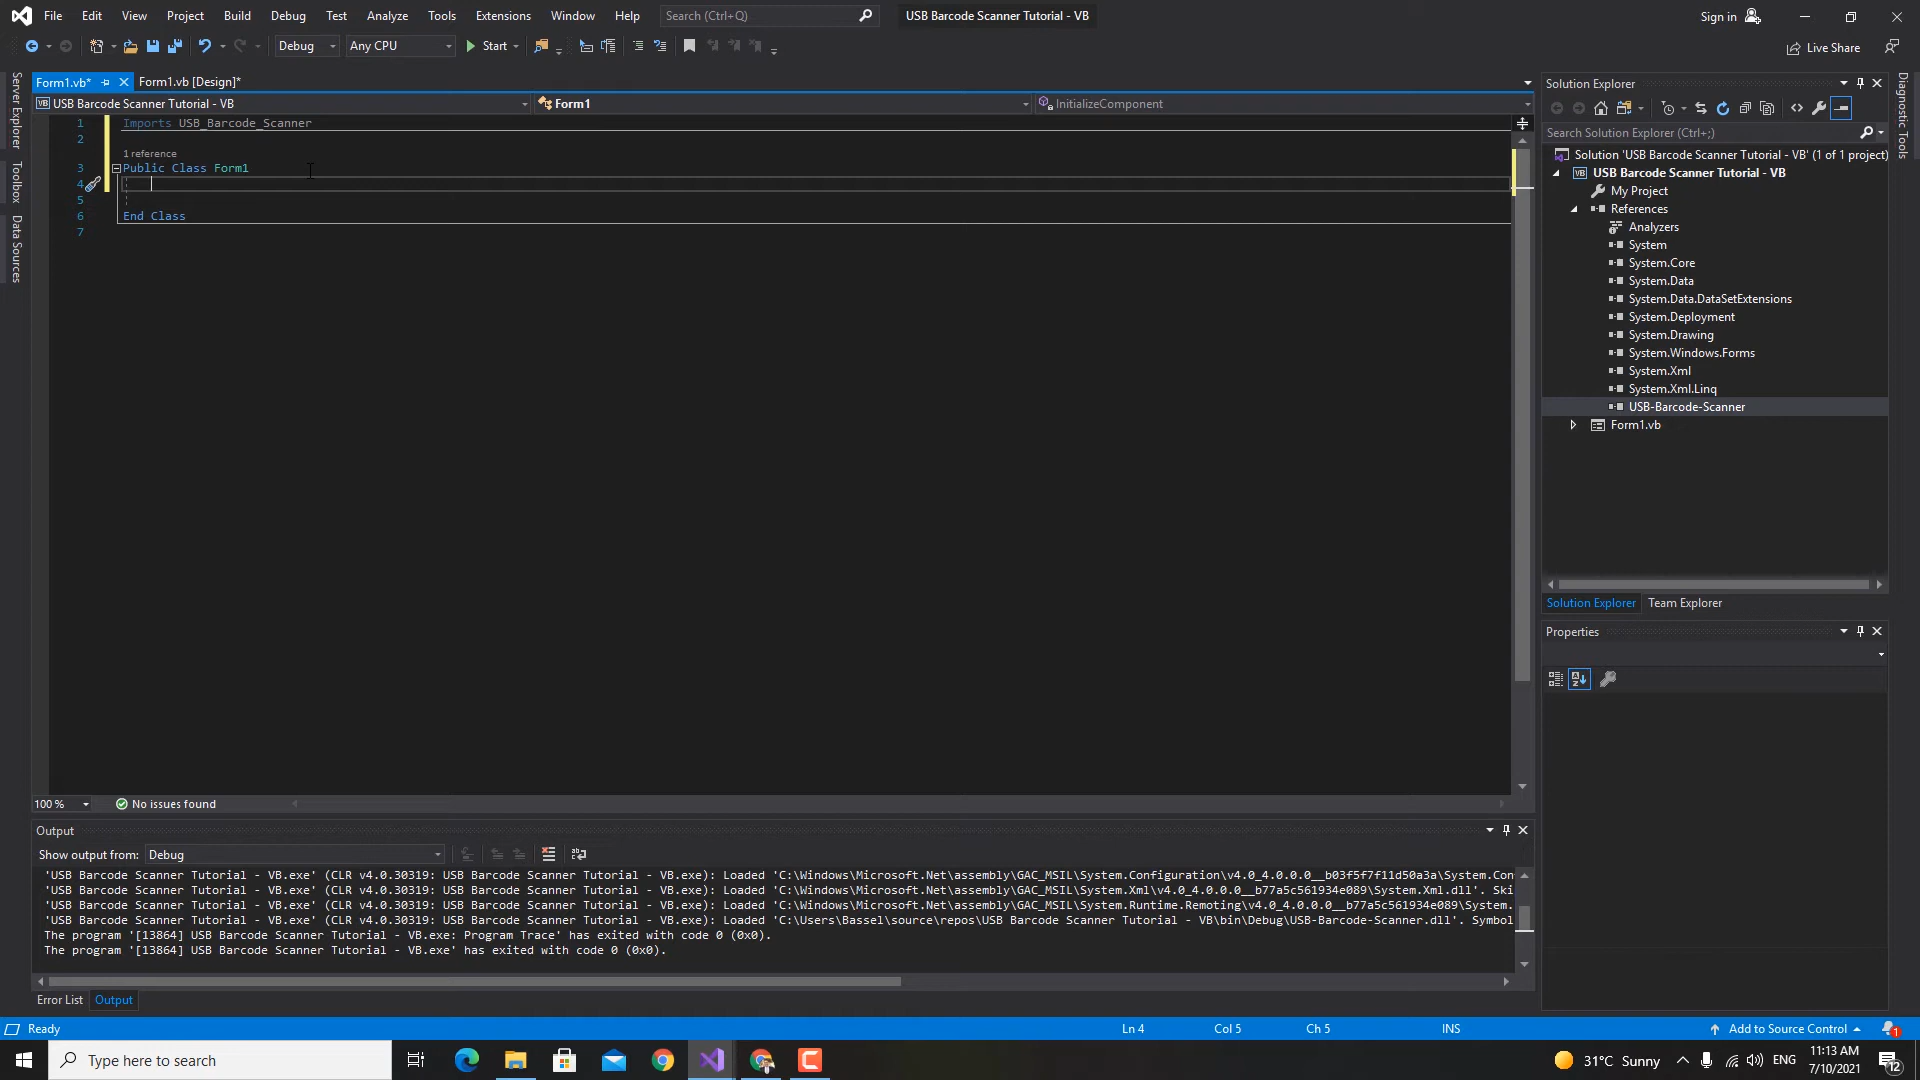 File Edit View Project Build Debug Test Analyze Tools Extensions Window Help Search (Ctrl+Q) USB Barcode Scanner Tutorial - VB Sign in
Debug Any CPU Start Live Share
Form1.vb* Form1.vb [Design]*
USB Barcode Scanner Tutorial - VB Form1 InitializeComponent
1 Imports USB_Barcode_Scanner
2
1 reference
3 Public Class Form1
4
5
6 End Class
7
100 % No issues found
Server Explorer
Toolbox
Data Sources
Output
Show output from: Debug
'USB Barcode Scanner Tutorial - VB.exe' (CLR v4.0.30319: USB Barcode Scanner Tutorial - VB.exe): Loaded 'C:\Windows\Microsoft.Net\assembly\GAC_MSIL\System.Configuration\v4.0_4.0.0.0__b03f5f7f11d50a3a\System.Con
'USB Barcode Scanner Tutorial - VB.exe' (CLR v4.0.30319: USB Barcode Scanner Tutorial - VB.exe): Loaded 'C:\Windows\Microsoft.Net\assembly\GAC_MSIL\System.Xml\v4.0_4.0.0.0__b77a5c561934e089\System.Xml.dll'. Ski
'USB Barcode Scanner Tutorial - VB.exe' (CLR v4.0.30319: USB Barcode Scanner Tutorial - VB.exe): Loaded 'C:\Windows\Microsoft.Net\assembly\GAC_MSIL\System.Runtime.Remoting\v4.0_4.0.0.0__b77a5c561934e089\System.
'USB Barcode Scanner Tutorial - VB.exe' (CLR v4.0.30319: USB Barcode Scanner Tutorial - VB.exe): Loaded 'C:\Users\Bassel\source\repos\USB Barcode Scanner Tutorial - VB\bin\Debug\USB-Barcode-Scanner.dll'. Symbol
The program '[13864] USB Barcode Scanner Tutorial - VB.exe: Program Trace' has exited with code 0 (0x0).
The program '[13864] USB Barcode Scanner Tutorial - VB.exe' has exited with code 0 (0x0).
Error List Output
Solution Explorer
Search Solution Explorer (Ctrl+;)
Solution 'USB Barcode Scanner Tutorial - VB' (1 of 1 project)
USB Barcode Scanner Tutorial - VB
My Project
References
Analyzers
System
System.Core
System.Data
System.Data.DataSetExtensions
System.Deployment
System.Drawing
System.Windows.Forms
System.Xml
System.Xml.Linq
USB-Barcode-Scanner
Form1.vb
Solution Explorer Team Explorer
Properties
Diagnostic Tools
Ready Ln 4 Col 5 Ch 5 INS Add to Source Control 1
Type here to search 31°C Sunny ENG 11:13 AM
7/10/2021 12